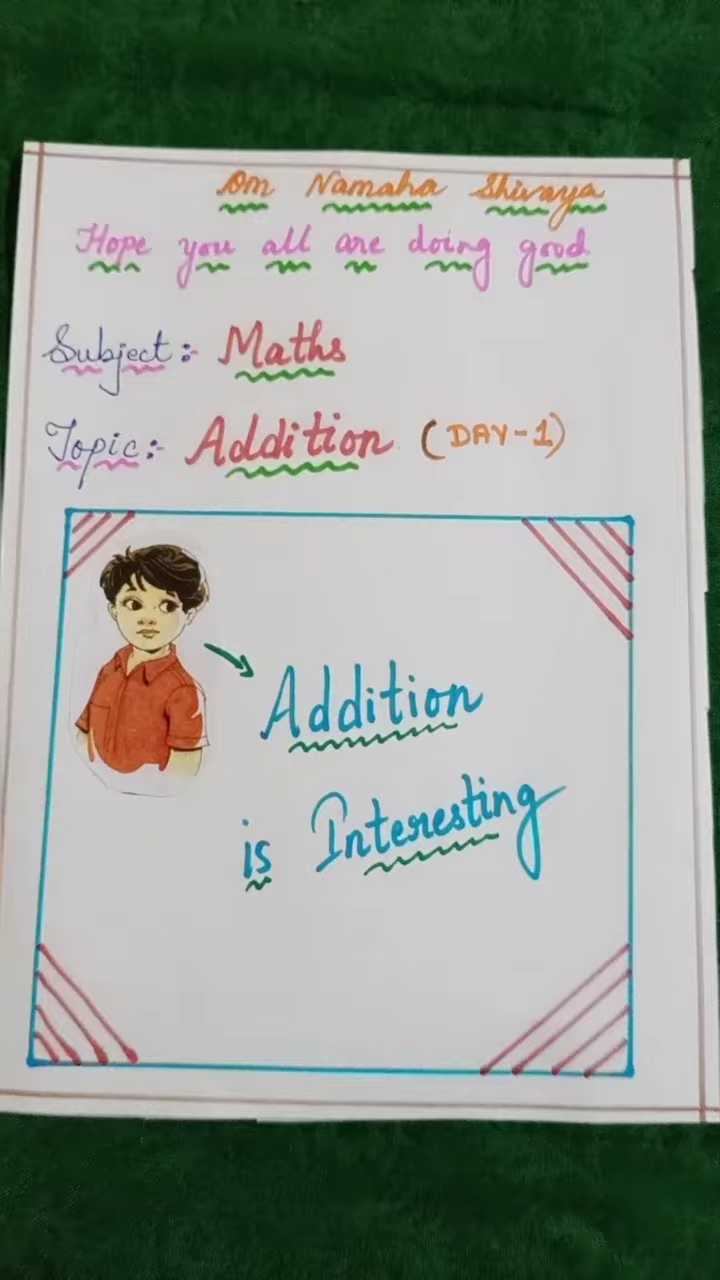 Om Namaha Shivaya
Hope you all are doing good
Subject:- Maths
Topic:- Addition (DAY-1)
Addition
is Interesting